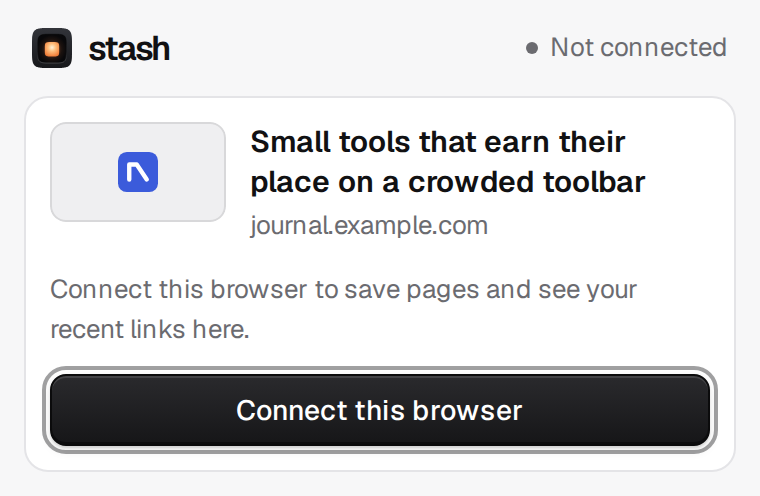 stash
Not connected
Small tools that earn their
place on a crowded toolbar
journal.example.com
Connect this browser to save pages and see your
recent links here.
Connect this browser